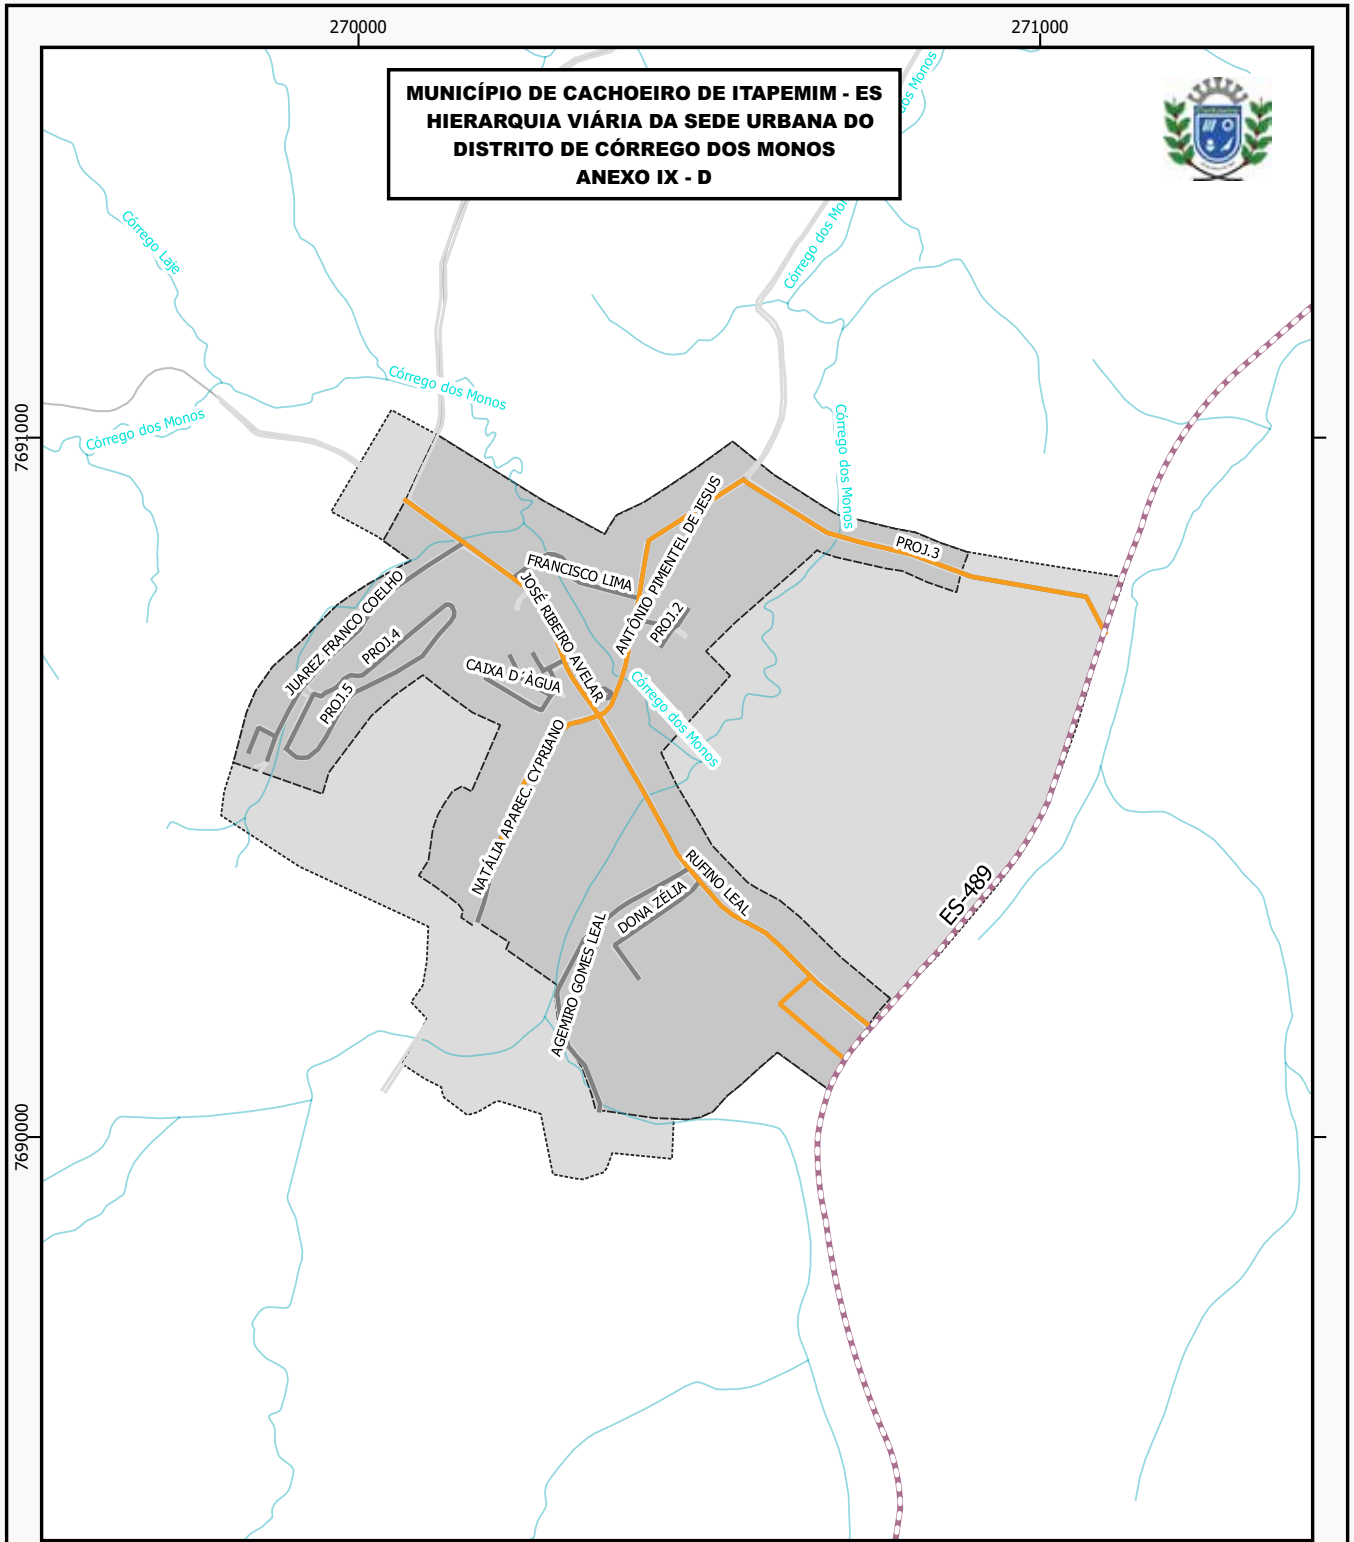 270000
271000
MUNICÍPIO DE CACHOEIRO DE ITAPEMIM - ES
HIERARQUIA VIÁRIA DA SEDE URBANA DO
DISTRITO DE CÓRREGO DOS MONOS
ANEXO IX - D
dos Monos
Córrego dos Mon
Córrego Laje
Córrego dos Monos
Córrego dos Monos
Córrego dos Monos
7691000
ANTÔNIO PIMENTEL DE JESUS
PROJ.3
FRANCISCO LIMA
JUAREZ FRANCO COELHO
JOSÉ RIBEIRO AVELAR
PROJ.2
PROJ.4
CAIXA D´ÀGUA
PROJ.5
Córrego dos Monos
NATÁLIA APAREC. CYPRIANO
RUFINO LEAL
DONA ZÉLIA
ES-489
AGEMIRO GOMES LEAL
7690000